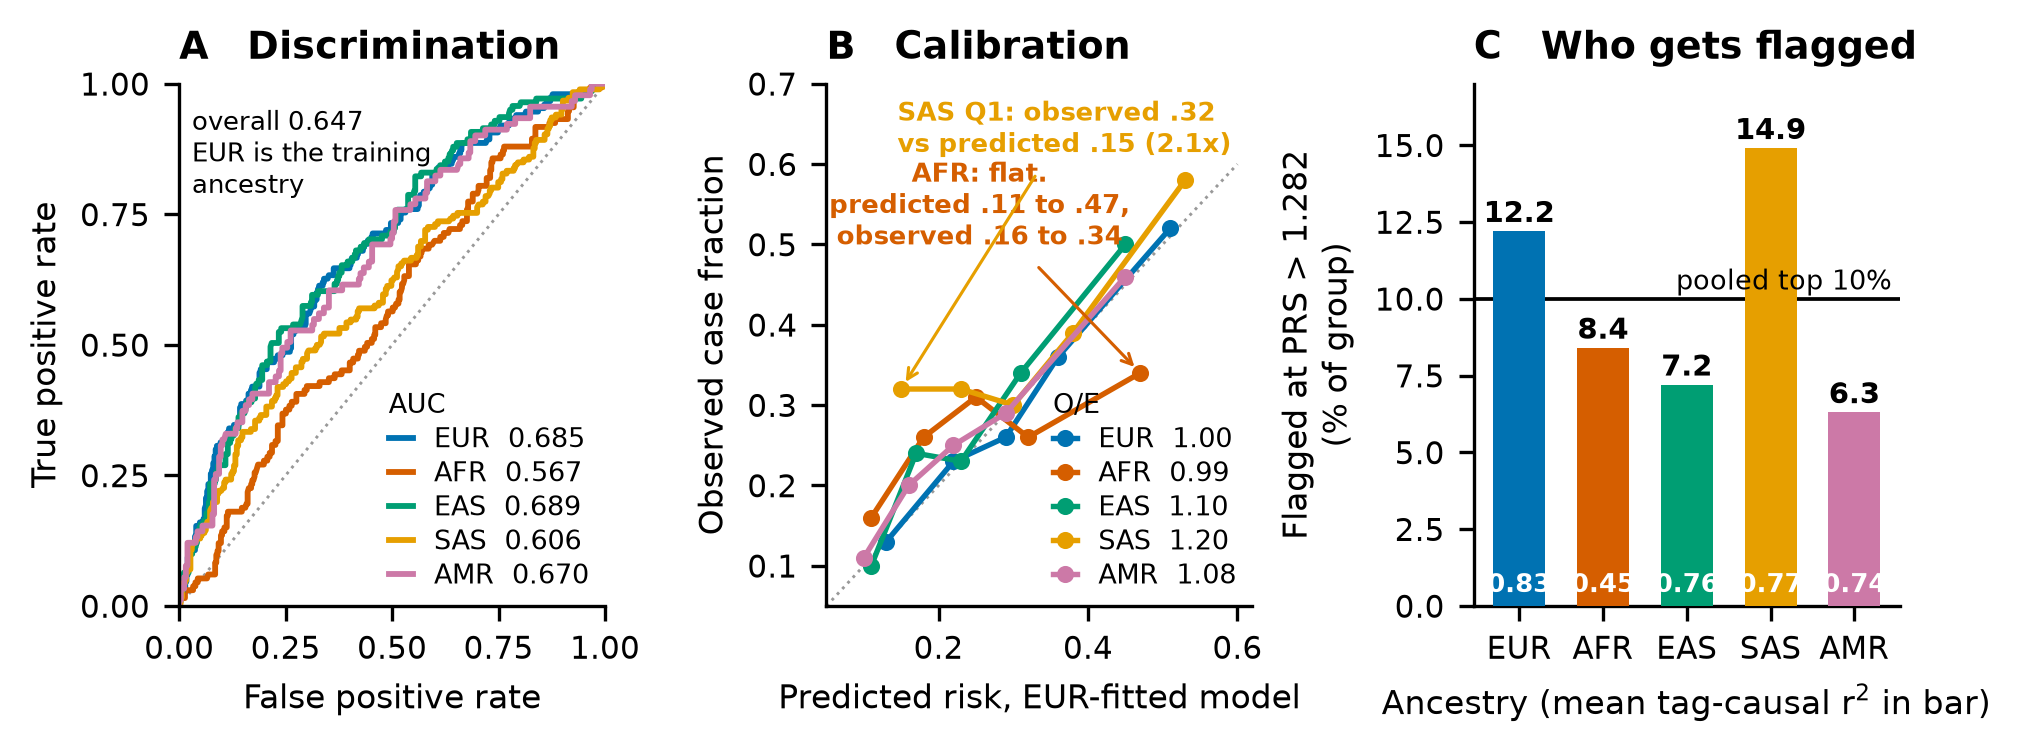 A Discrimination
1.00
0.75
0.50
0.25
0.00
True positive rate
overall 0.647
EUR is the training
ancestry
AUC
EUR 0.685
AFR 0.567
EAS 0.689
SAS 0.606
AMR 0.670
0.00 0.25 0.50 0.75 1.00
False positive rate
B Calibration
0.7
0.6
0.5
0.4
0.3
0.2
0.1
Observed case fraction
SAS Q1: observed .32
vs predicted .15 (2.1x)
AFR: flat.
predicted .11 to .47,
observed .16 to .34
O/E
EUR 1.00
AFR 0.99
EAS 1.10
SAS 1.20
AMR 1.08
0.2 0.4 0.6
Predicted risk, EUR-fitted model
C Who gets flagged
15.0
12.5
10.0
7.5
5.0
2.5
0.0
Flagged at PRS > 1.282
(% of group)
12.2
8.4
7.2
14.9
6.3
pooled top 10%
0.83 0.45 0.76 0.77 0.74
EUR AFR EAS SAS AMR
Ancestry (mean tag-causal r² in bar)